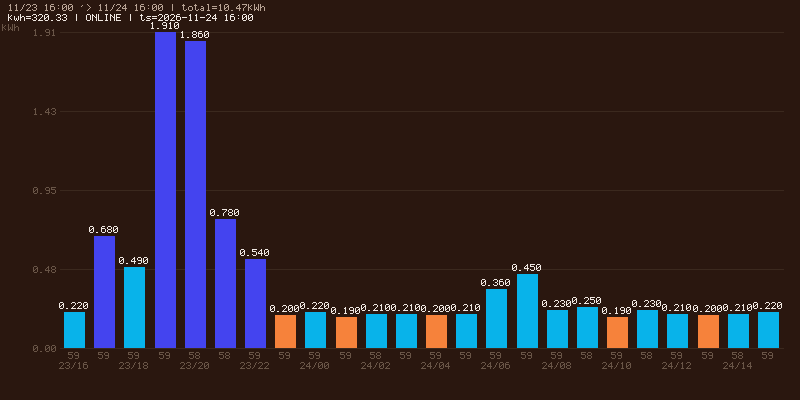 11/23 16:00 -> 11/24 16:00 | total=10.47KWh
Kwh=320.33 | ONLINE | ts=2026-11-24 16:00
KWh
1.91
1.43
0.95
0.48
0.00
0.220 0.680 0.490 1.910 1.860 0.780 0.540 0.200 0.220 0.190 0.210 0.210 0.200 0.210 0.360 0.450 0.230 0.250 0.190 0.230 0.210 0.200 0.210 0.220
59 59 59 59 58 58 59 59 59 59 58 59 59 59 59 59 59 58 59 58 59 59 58 59
23/16 23/18 23/20 23/22 24/00 24/02 24/04 24/06 24/08 24/10 24/12 24/14